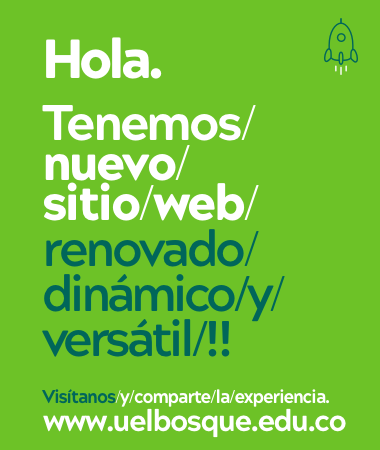 Hola.
Tenemos/
nuevo/
sitio/web/
renovado/
dinámico/y/
versátil/!!
Visítanos/y/comparte/la/experiencia.
www.uelbosque.edu.co